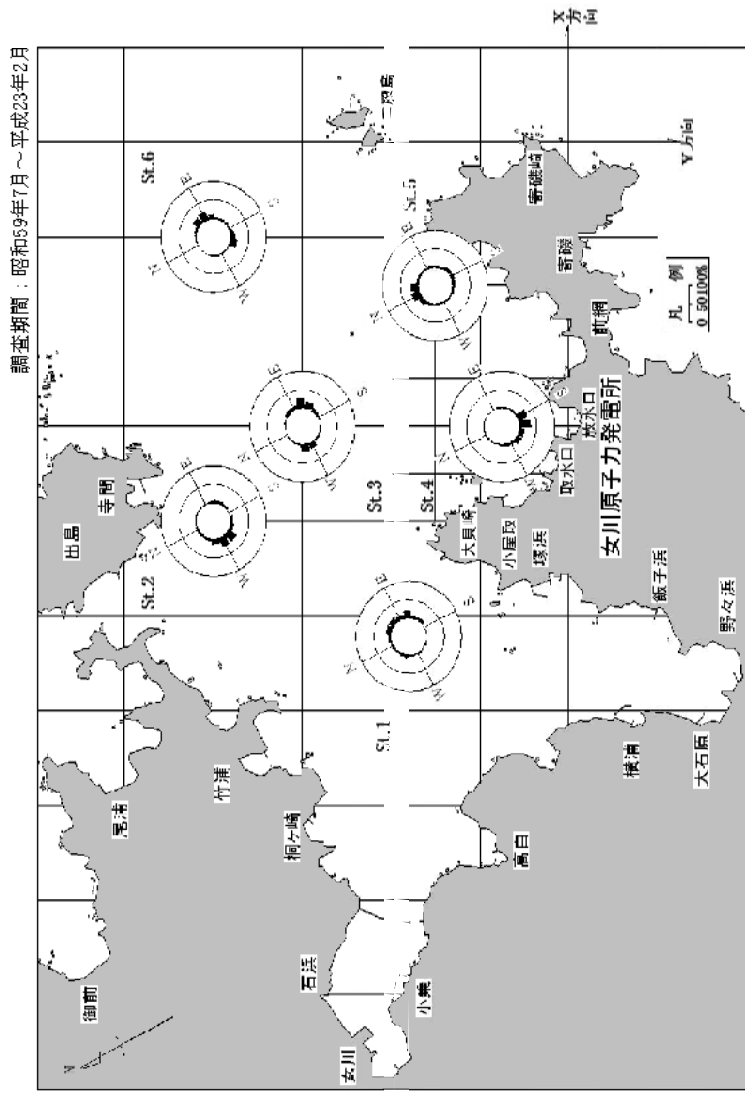 調査期間：昭和59年7月～平成23年2月
N
御前
尾浦
出島
寺間
竹浦
桐ヶ崎
石浜
女川
小乗
高白
横浦
大石原
野々浜
飯子浜
塚浜
小屋取
大貝崎
取水口
放水口
女川原子力発電所
前網
寄磯
寄磯崎
二股島
St.1
N
E
S
W
St.2
E
W
St.3
N
E
S
W
St.4
N
E
S
St.5
N
E
W
St.6
N
E
S
W
X方向
Y方向
凡例
0 50 100%